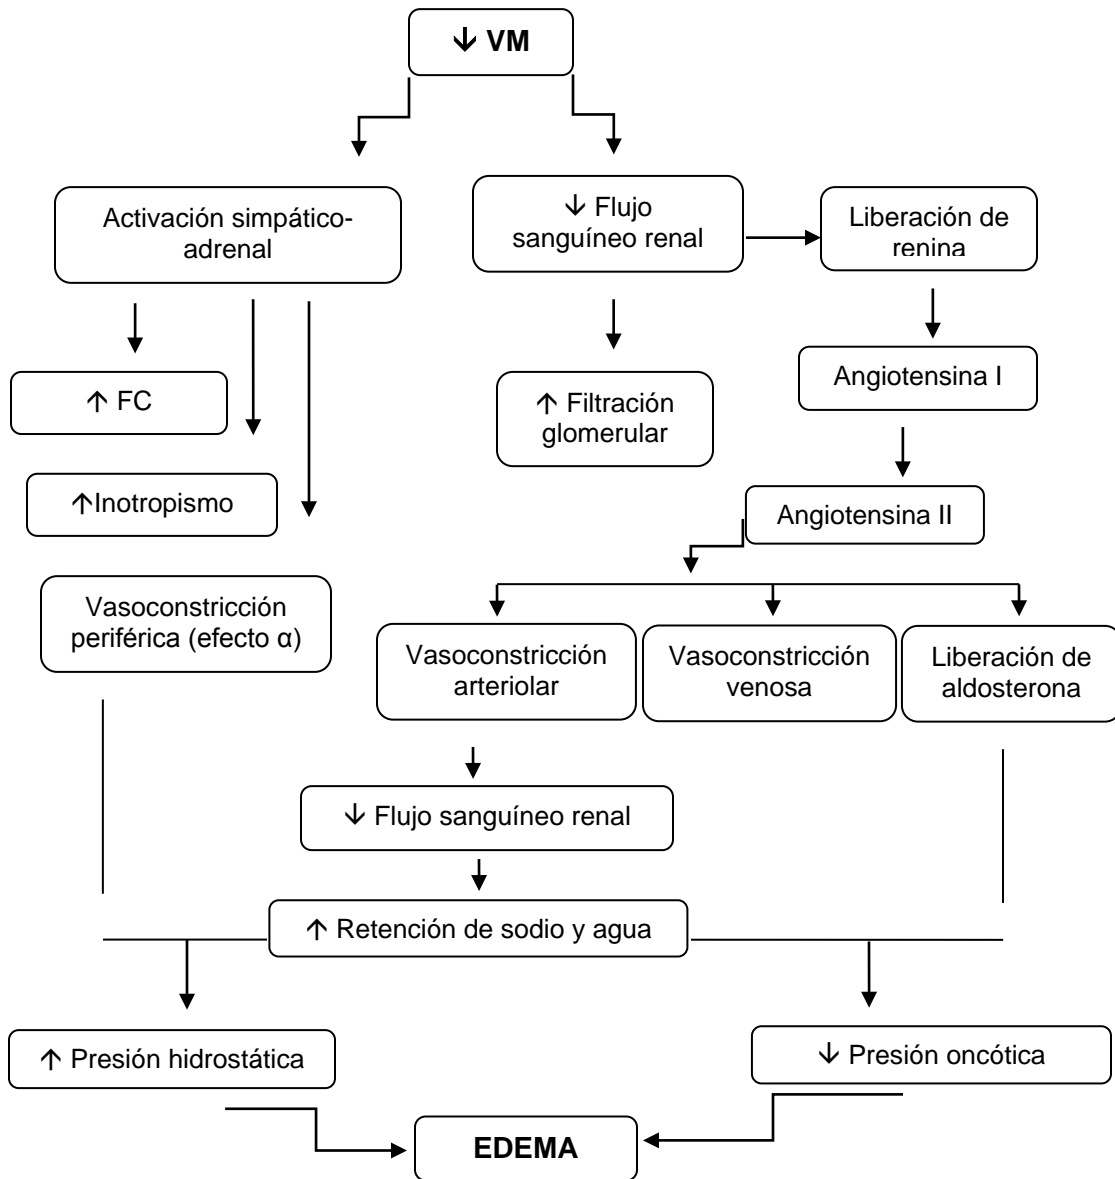 ↓ VM
Activación simpático-
adrenal
↓ Flujo
sanguíneo renal
Liberación de
renina
↑ FC
↑ Filtración
glomerular
Angiotensina I
↑Inotropismo
Angiotensina II
Vasoconstricción
periférica (efecto α)
Vasoconstricción
arteriolar
Vasoconstricción
venosa
Liberación de
aldosterona
↓ Flujo sanguíneo renal
↑ Retención de sodio y agua
↑ Presión hidrostática
↓ Presión oncótica
EDEMA